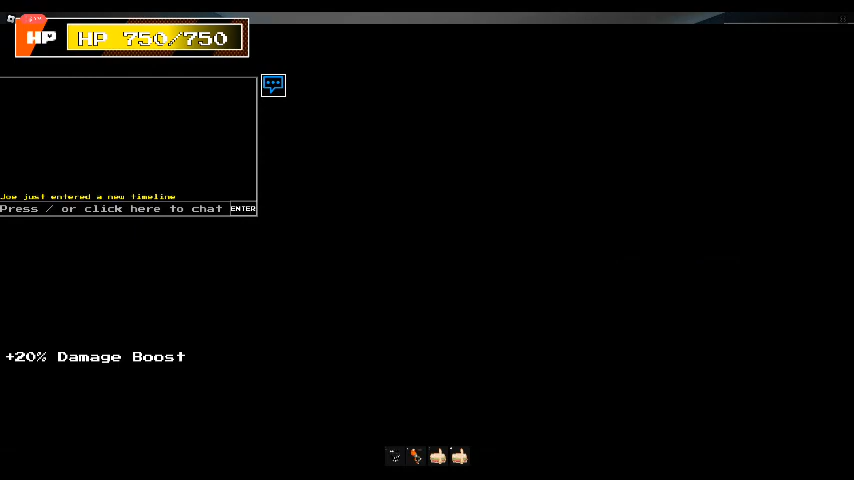 HP HP 750/750
Joe just entered a new timeline
Press / or click here to chat ENTER
+20% Damage Boost